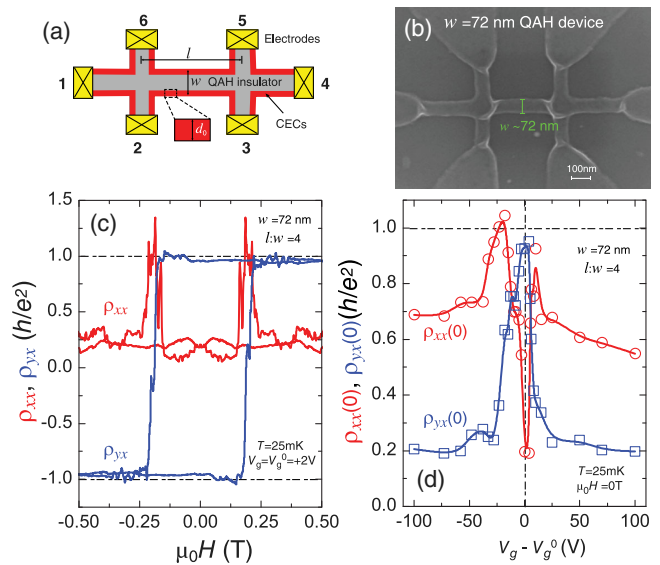 (a)
6
5
Electrodes
l
1
w QAH insulator
4
d₀
CECs
2
3
(b)
w =72 nm QAH device
w ~72 nm
100nm
(c)
w =72 nm
l:w =4
ρxx
ρyx
T=25mK
Vg=Vg⁰=+2V
1.5
1.0
0.5
0.0
-0.5
-1.0
-0.50
-0.25
0.00
0.25
0.50
ρxx, ρyx (h/e²)
μ₀H (T)
w =72 nm
l:w =4
ρxx(0)
ρyx(0)
(d)
T=25mK
μ₀H =0T
1.0
0.8
0.6
0.4
0.2
0.2
-100
-50
0
50
100
ρxx(0), ρyx(0) (h/e²)
Vg - Vg⁰ (V)